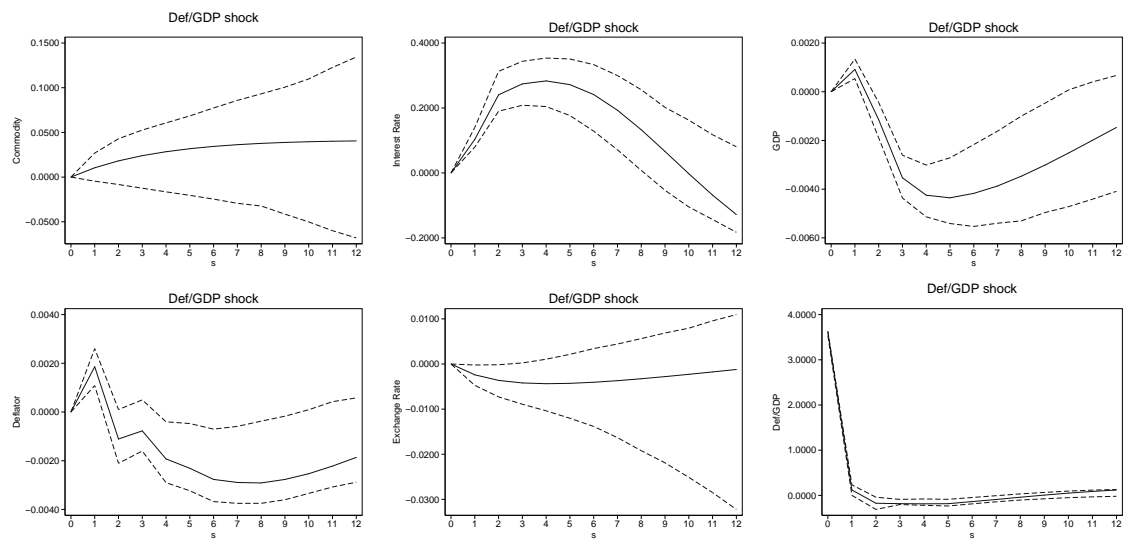 Def/GDP shock
0.1500
0.1000
0.0500
0.0000
−0.0500
Commodity
0 1 2 3 4 5 6 7 8 9 10 11 12
s
Def/GDP shock
0.4000
0.2000
0.0000
−0.2000
Interest Rate
0 1 2 3 4 5 6 7 8 9 10 11 12
s
Def/GDP shock
0.0020
0.0000
−0.0020
−0.0040
−0.0060
GDP
0 1 2 3 4 5 6 7 8 9 10 11 12
s
Def/GDP shock
0.0040
0.0020
0.0000
−0.0020
−0.0040
Deflator
0 1 2 3 4 5 6 7 8 9 10 11 12
s
Def/GDP shock
0.0100
0.0000
−0.0100
−0.0200
−0.0300
Exchange Rate
0 1 2 3 4 5 6 7 8 9 10 11 12
s
Def/GDP shock
4.0000
3.0000
2.0000
1.0000
0.0000
Def/GDP
0 1 2 3 4 5 6 7 8 9 10 11 12
s